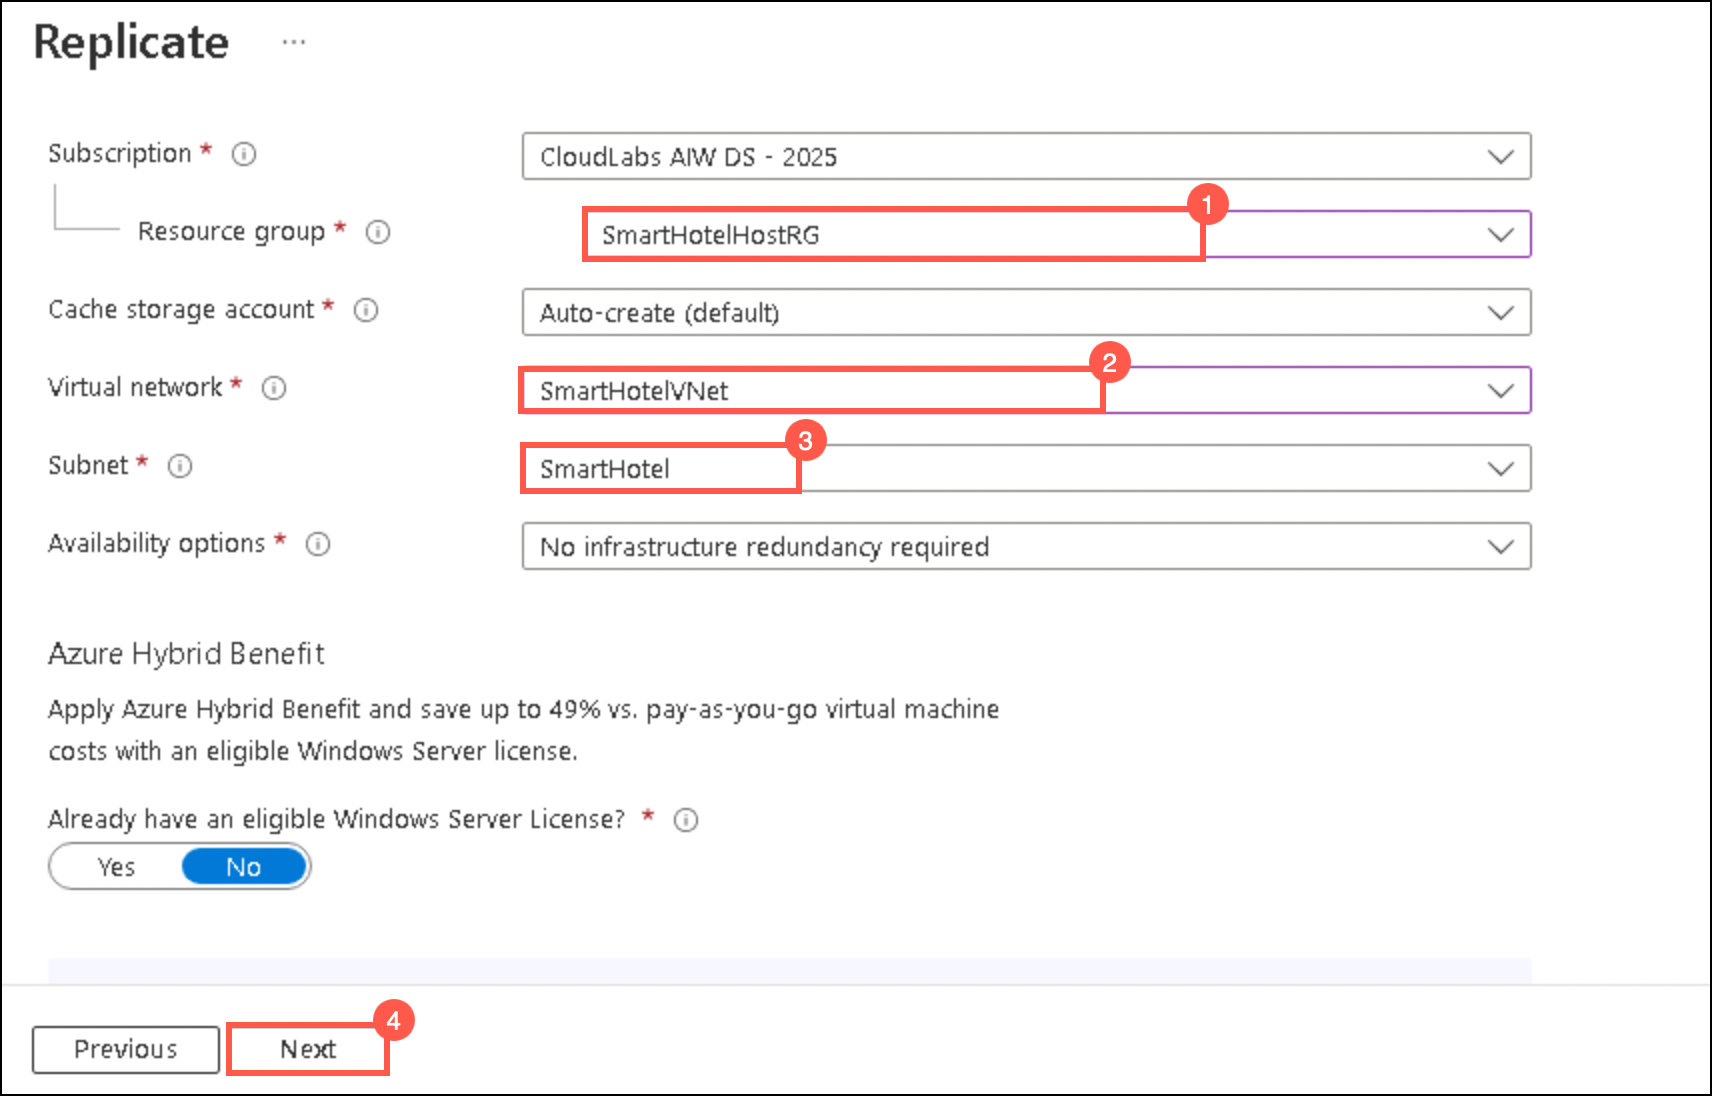 Replicate ...
Subscription * CloudLabs AIW DS - 2025
1
Resource group * SmartHotelHostRG
Cache storage account * Auto-create (default)
2
Virtual network * SmartHotelVNet
3
Subnet * SmartHotel
Availability options * No infrastructure redundancy required
Azure Hybrid Benefit
Apply Azure Hybrid Benefit and save up to 49% vs. pay-as-you-go virtual machine
costs with an eligible Windows Server license.
Already have an eligible Windows Server License? *
Yes No
4
Previous Next